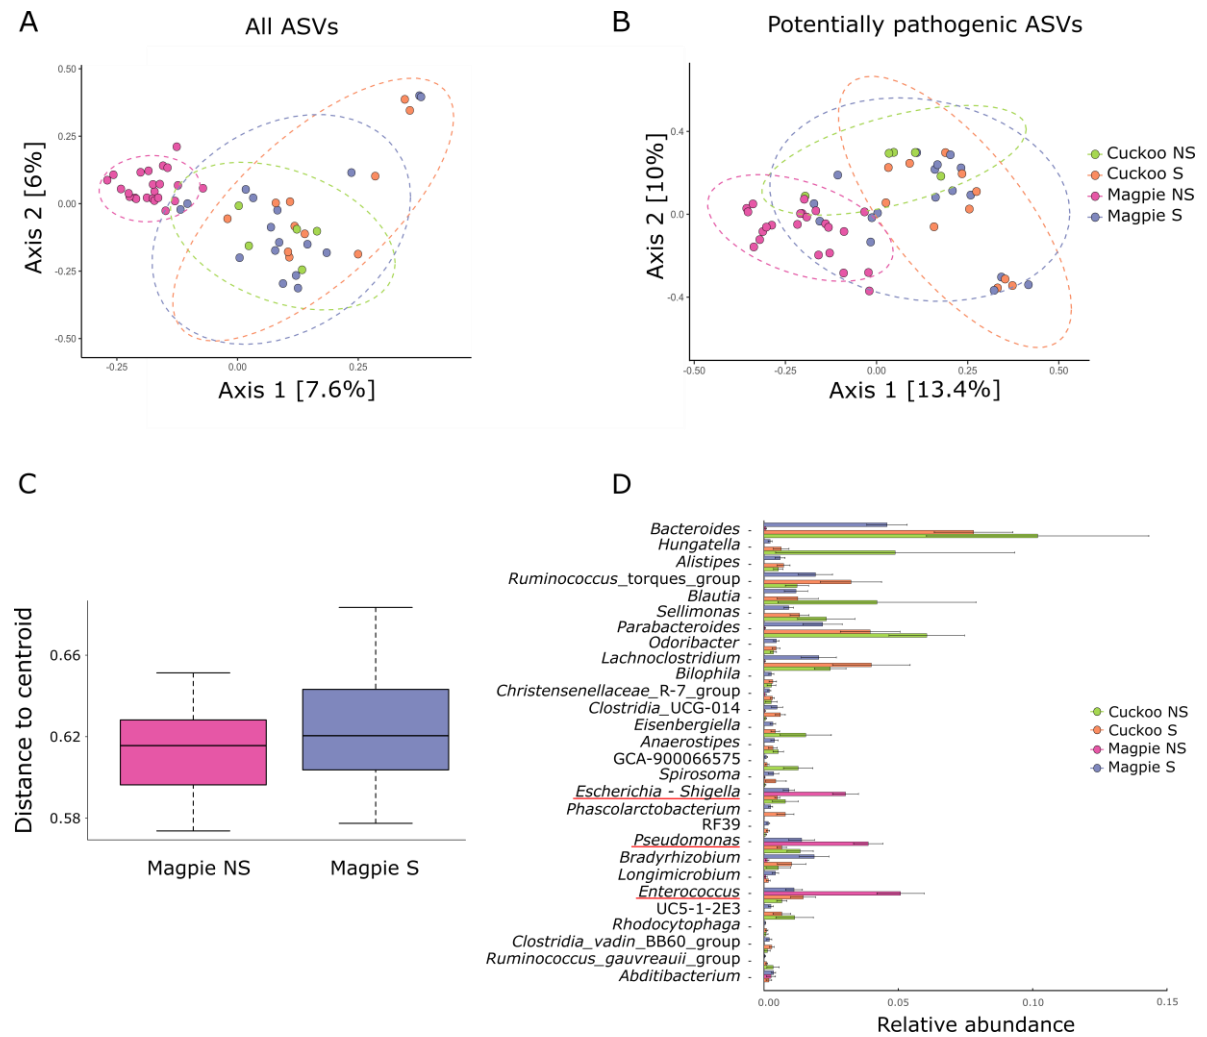 A
All ASVs
0.50
0.25
0.00
-0.25
-0.50
Axis 2 [6%]
-0.25
0.00
0.25
Axis 1 [7.6%]
B
Potentially pathogenic ASVs
0.4
0.0
-0.4
Axis 2 [10%]
-0.50
-0.25
0.00
0.25
0.50
Axis 1 [13.4%]
Cuckoo NS
Cuckoo S
Magpie NS
Magpie S
C
Distance to centroid
0.66
0.62
0.58
Magpie NS
Magpie S
D
Bacteroides
Hungatella
Alistipes
Ruminococcus_torques_group
Blautia
Sellimonas
Parabacteroides
Odoribacter
Lachnoclostridium
Bilophila
Christensenellaceae_R-7_group
Clostridia_UCG-014
Eisenbergiella
Anaerostipes
GCA-900066575
Spirosoma
Escherichia - Shigella
Phascolarctobacterium
RF39
Pseudomonas
Bradyrhizobium
Longimicrobium
Enterococcus
UC5-1-2E3
Rhodocytophaga
Clostridia_vadin_BB60_group
Ruminococcus_gauvreauii_group
Abditibacterium
0.00
0.05
0.10
0.15
Relative abundance
Cuckoo NS
Cuckoo S
Magpie NS
Magpie S